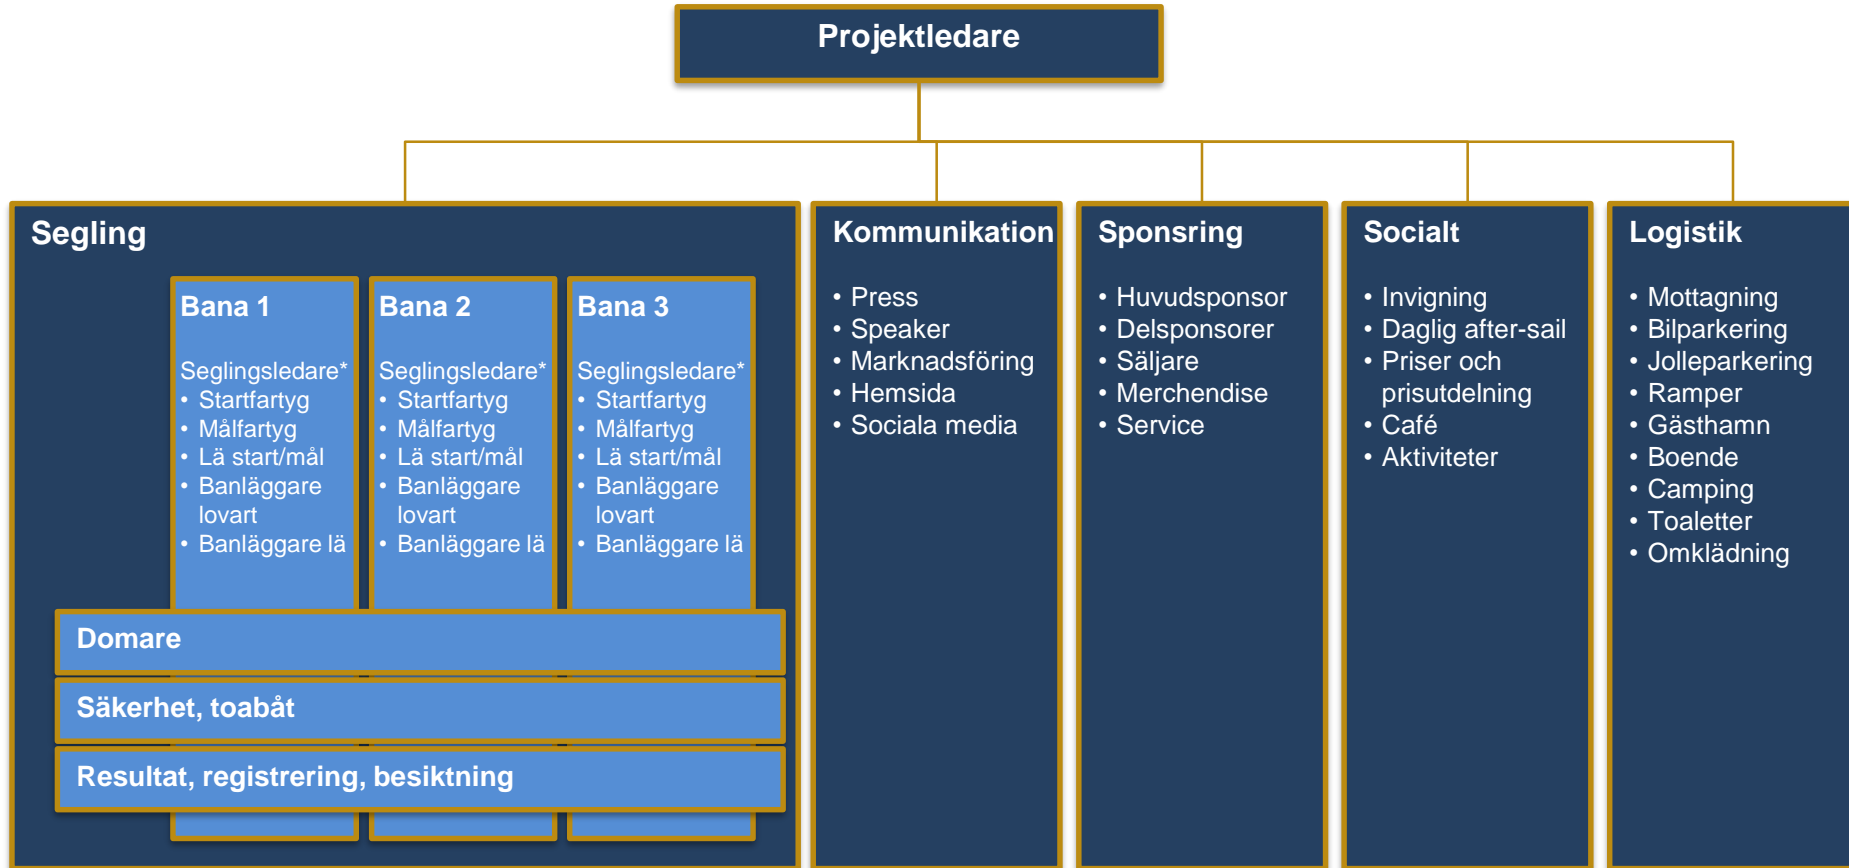 Projektledare
Segling
Bana 1
Seglingsledare*
• Startfartyg
• Målfartyg
• Lä start/mål
• Banläggare
lovart
• Banläggare lä
Bana 2
Seglingsledare*
• Startfartyg
• Målfartyg
• Lä start/mål
• Banläggare
lovart
• Banläggare lä
Bana 3
Seglingsledare*
• Startfartyg
• Målfartyg
• Lä start/mål
• Banläggare
lovart
• Banläggare lä
Domare
Säkerhet, toabåt
Resultat, registrering, besiktning
Kommunikation
• Press
• Speaker
• Marknadsföring
• Hemsida
• Sociala media
Sponsring
• Huvudsponsor
• Delsponsorer
• Säljare
• Merchendise
• Service
Socialt
• Invigning
• Daglig after-sail
• Priser och
prisutdelning
• Café
• Aktiviteter
Logistik
• Mottagning
• Bilparkering
• Jolleparkering
• Ramper
• Gästhamn
• Boende
• Camping
• Toaletter
• Omklädning